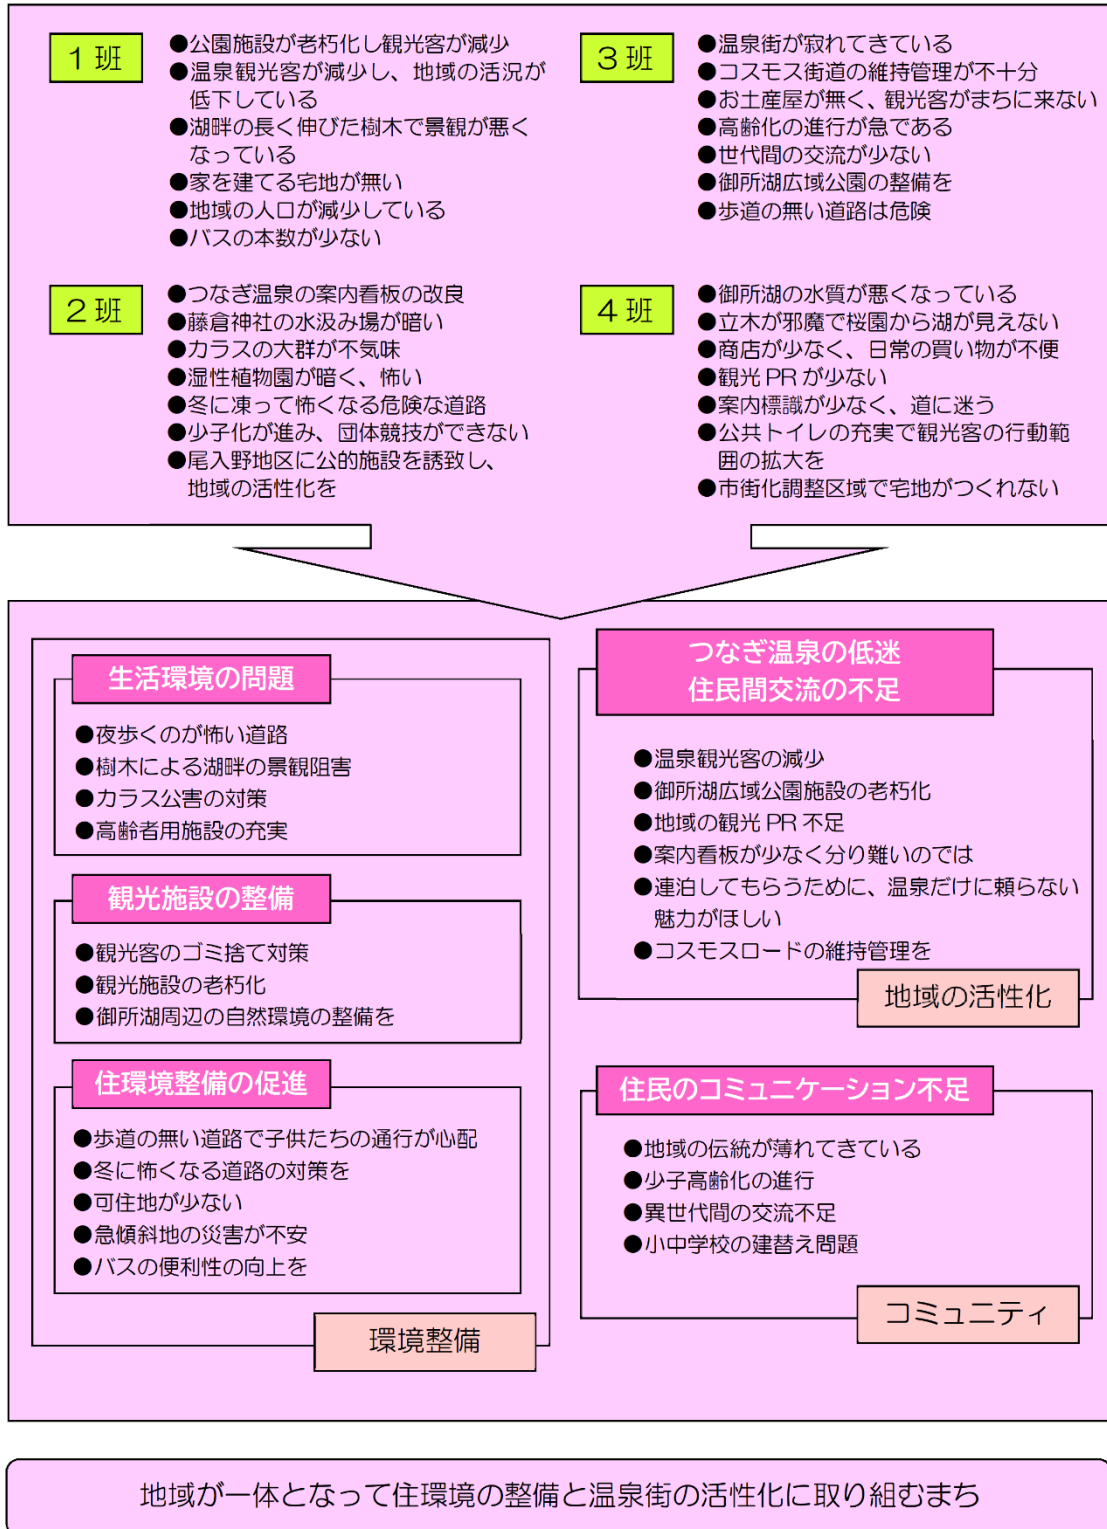 1班
●公園施設が老朽化し観光客が減少
●温泉観光客が減少し、地域の活況が
低下している
●湖畔の長く伸びた樹木で景観が悪く
なっている
●家を建てる宅地が無い
●地域の人口が減少している
●バスの本数が少ない
2班
●つなぎ温泉の案内看板の改良
●藤倉神社の水汲み場が暗い
●カラスの大群が不気味
●湿性植物園が暗く、怖い
●冬に凍って怖くなる危険な道路
●少子化が進み、団体競技ができない
●尾入野地区に公的施設を誘致し、
地域の活性化を
3班
●温泉街が寂れてきている
●コスモス街道の維持管理が不十分
●お土産屋が無く、観光客がまちに来ない
●高齢化の進行が急である
●世代間の交流が少ない
●御所湖広域公園の整備を
●歩道の無い道路は危険
4班
●御所湖の水質が悪くなっている
●立木が邪魔で桜園から湖が見えない
●商店が少なく、日常の買い物が不便
●観光PRが少ない
●案内標識が少なく、道に迷う
●公共トイレの充実で観光客の行動範
囲の拡大を
●市街化調整区域で宅地がつくれない
生活環境の問題
●夜歩くのが怖い道路
●樹木による湖畔の景観阻害
●カラス公害の対策
●高齢者用施設の充実
観光施設の整備
●観光客のゴミ捨て対策
●観光施設の老朽化
●御所湖周辺の自然環境の整備を
住環境整備の促進
●歩道の無い道路で子供たちの通行が心配
●冬に怖くなる道路の対策を
●可住地が少ない
●急傾斜地の災害が不安
●バスの便利性の向上を
環境整備
つなぎ温泉の低迷
住民間交流の不足
●温泉観光客の減少
●御所湖広域公園施設の老朽化
●地域の観光PR不足
●案内看板が少なく分り難いのでは
●連泊してもらうために、温泉だけに頼らない
魅力がほしい
●コスモスロードの維持管理を
地域の活性化
住民のコミュニケーション不足
●地域の伝統が薄れてきている
●少子高齢化の進行
●異世代間の交流不足
●小中学校の建替え問題
コミュニティ
地域が一体となって住環境の整備と温泉街の活性化に取り組むまち